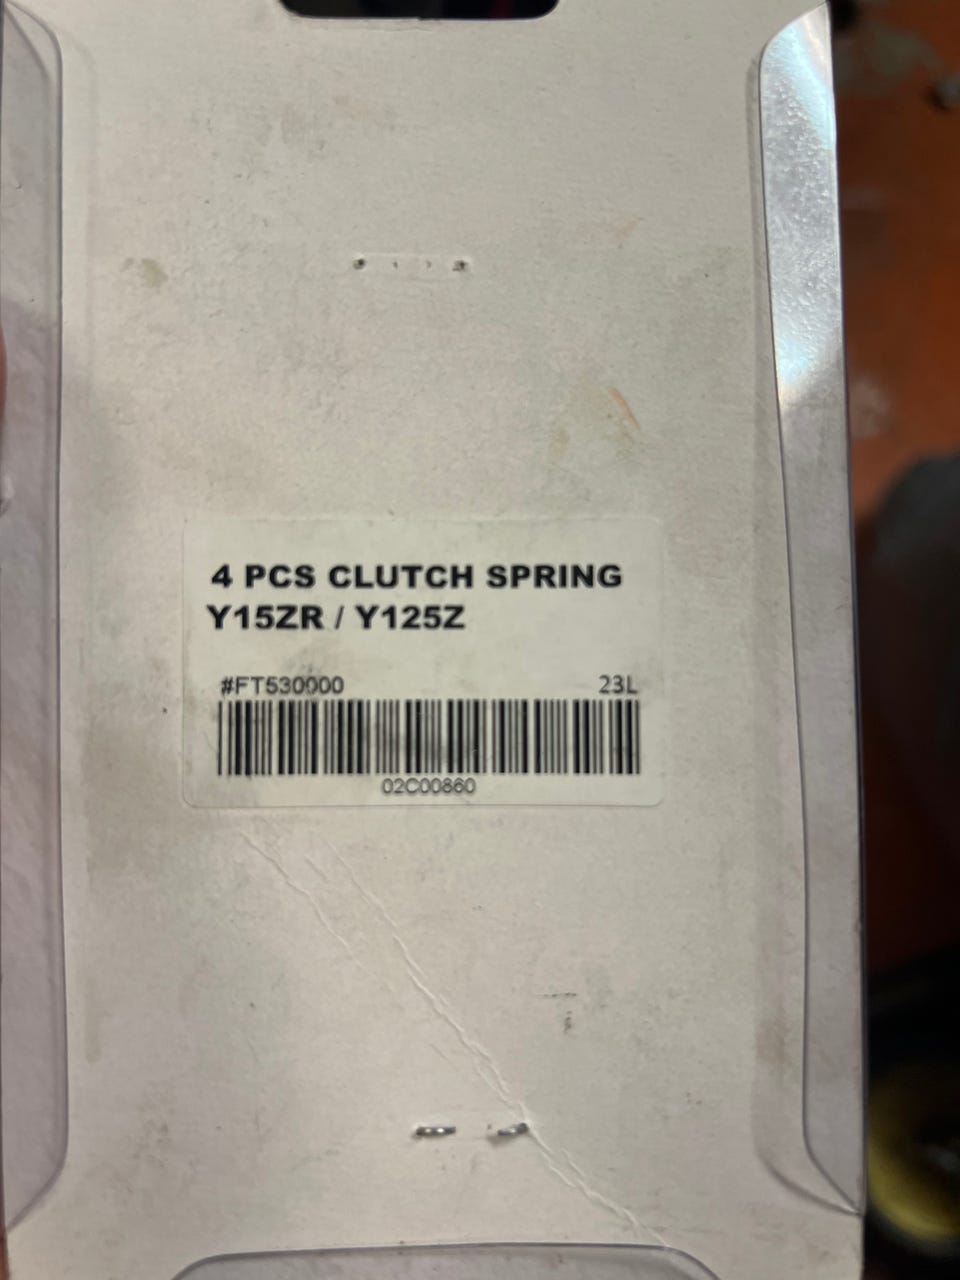 4 PCS CLUTCH SPRING
Y15ZR / Y125Z
#FT530000 23L
02C00860